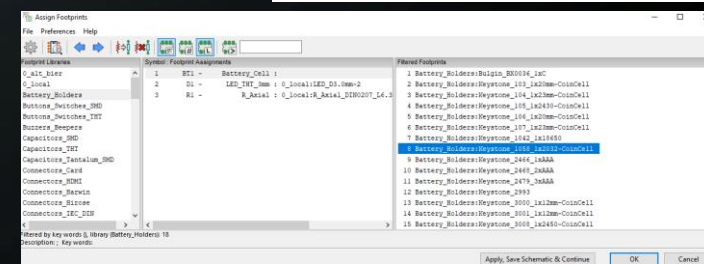 Assign Footprints
File Preferences Help
Footprint Libraries
0_alt_bier
0_local
Battery_Holders
Buttons_Switches_SMD
Buttons_Switches_THT
Buzzers_Beepers
Capacitors_SMD
Capacitors_THT
Capacitors_Tantalum_SMD
Connectors_Card
Connectors_HDMI
Connectors_Harwin
Connectors_Hirose
Connectors_IEC_DIN
Symbol : Footprint Assignments
1 BT1 - Battery_Cell :
2 D1 - LED_THT_3mm : 0_local:LED_D3.0mm-2
3 R1 - R_Axial : 0_local:R_Axial_DIN0207_L6.3
Filtered Footprints
1 Battery_Holders:Bulgin_BX0036_1xC
2 Battery_Holders:Keystone_103_1x20mm-CoinCell
3 Battery_Holders:Keystone_104_1x23mm-CoinCell
4 Battery_Holders:Keystone_105_1x2430-CoinCell
5 Battery_Holders:Keystone_106_1x20mm-CoinCell
6 Battery_Holders:Keystone_107_1x23mm-CoinCell
7 Battery_Holders:Keystone_1042_1x18650
8 Battery_Holders:Keystone_1058_1x2032-CoinCell
9 Battery_Holders:Keystone_2466_1xAAA
10 Battery_Holders:Keystone_2468_2xAAA
11 Battery_Holders:Keystone_2479_3xAAA
12 Battery_Holders:Keystone_2993
13 Battery_Holders:Keystone_3000_1x12mm-CoinCell
14 Battery_Holders:Keystone_3001_1x12mm-CoinCell
15 Battery_Holders:Keystone_3008_1x2450-CoinCell
Filtered by key words (), library (Battery_Holders): 18
Description: ; Key words:
Apply, Save Schematic & Continue
OK
Cancel